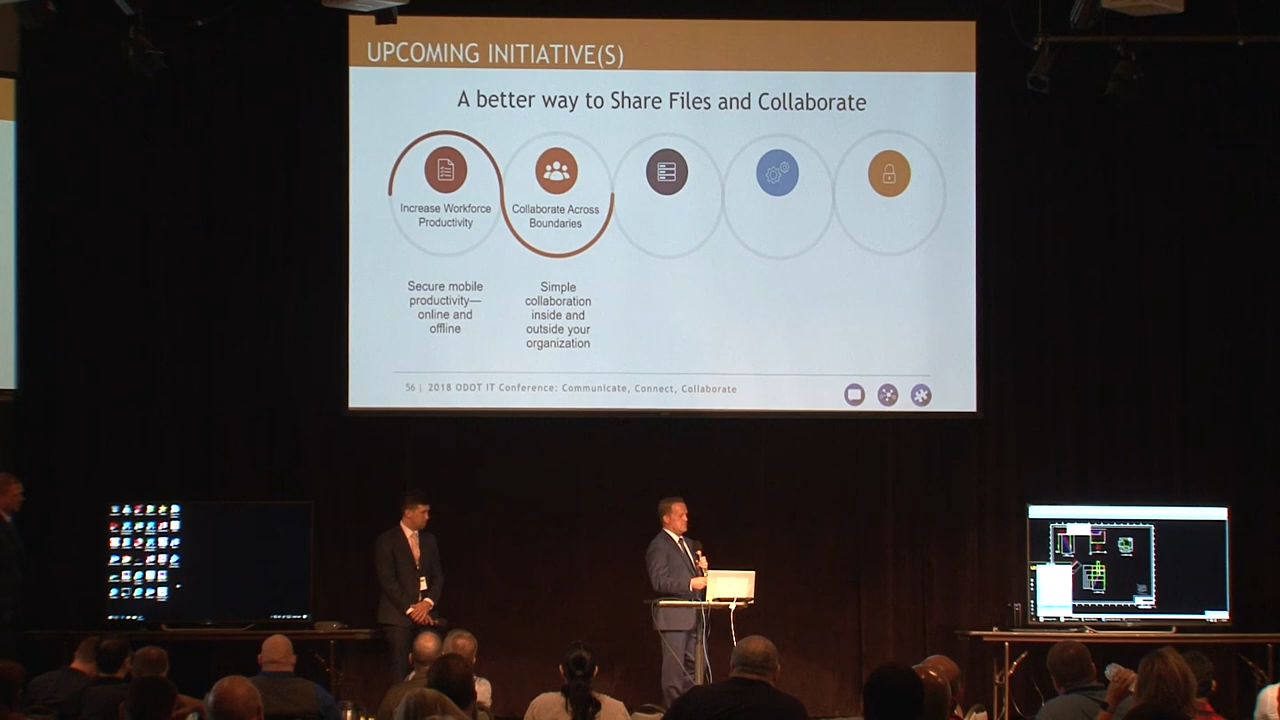 UPCOMING INITIATIVE(S)
A better way to Share Files and Collaborate
Increase Workforce
Productivity
Collaborate Across
Boundaries
Secure mobile
productivity—
online and
offline
Simple
collaboration
inside and
outside your
organization
56 | 2018 ODOT IT Conference: Communicate, Connect, Collaborate